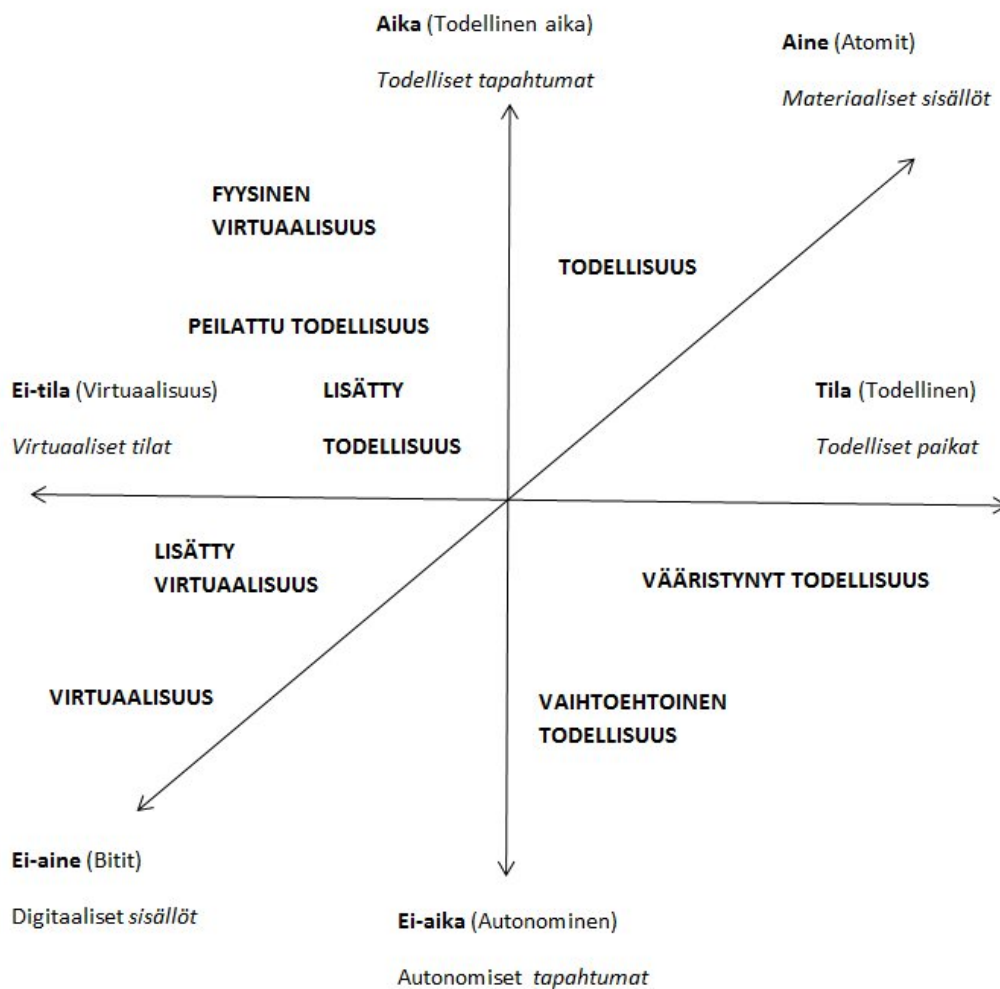 Aika (Todellinen aika)
Todelliset tapahtumat
Aine (Atomit)
Materiaaliset sisällöt
FYYSINEN
VIRTUAALISUUS
TODELLISUUS
PEILATTU TODELLISUUS
Ei-tila (Virtuaalisuus)
Virtuaaliset tilat
LISÄTTY
TODELLISUUS
Tila (Todellinen)
Todelliset paikat
LISÄTTY
VIRTUAALISUUS
VÄÄRISTYNYT TODELLISUUS
VIRTUAALISUUS
VAIHTOEHTOINEN
TODELLISUUS
Ei-aine (Bitit)
Digitaaliset sisällöt
Ei-aika (Autonominen)
Autonomiset tapahtumat